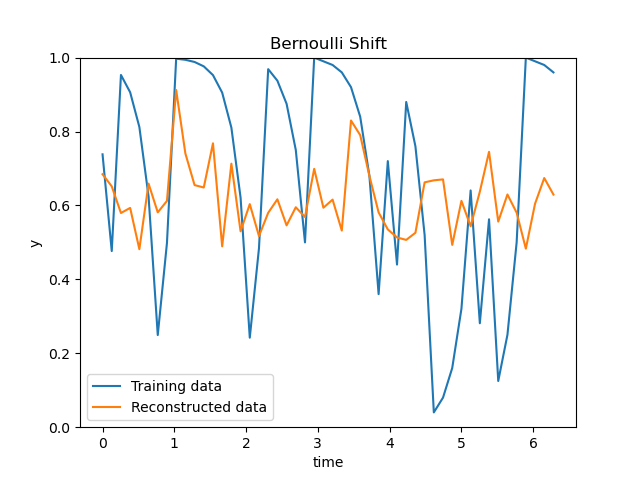 Bernoulli Shift
1.0
0.8
0.6
0.4
0.2
0.0
y
Training data
Reconstructed data
0 1 2 3 4 5 6
time